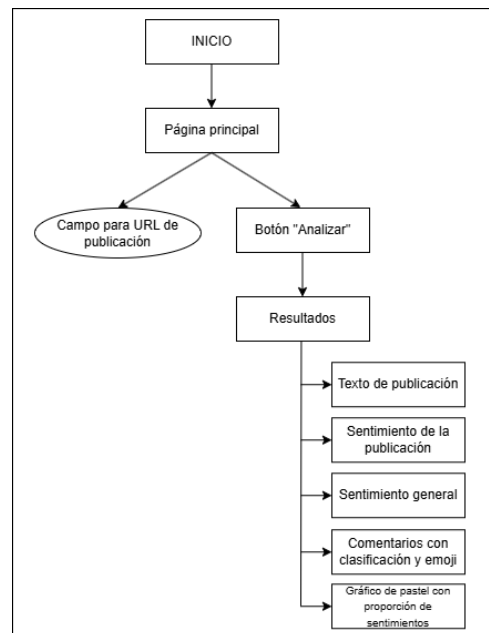 INICIO
Página principal
Campo para URL de
publicación
Botón "Analizar"
Resultados
Texto de publicación
Sentimiento de la
publicación
Sentimiento general
Comentarios con
clasificación y emoji
Gráfico de pastel con
proporción de
sentimientos